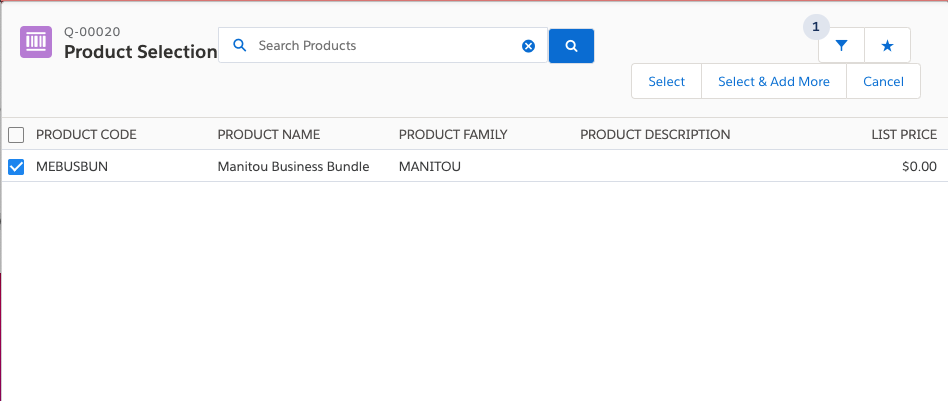 Q-00020
Product Selection
Search Products
1
Select
Select & Add More
Cancel
PRODUCT CODE PRODUCT NAME PRODUCT FAMILY PRODUCT DESCRIPTION LIST PRICE
MEBUSBUN Manitou Business Bundle MANITOU $0.00